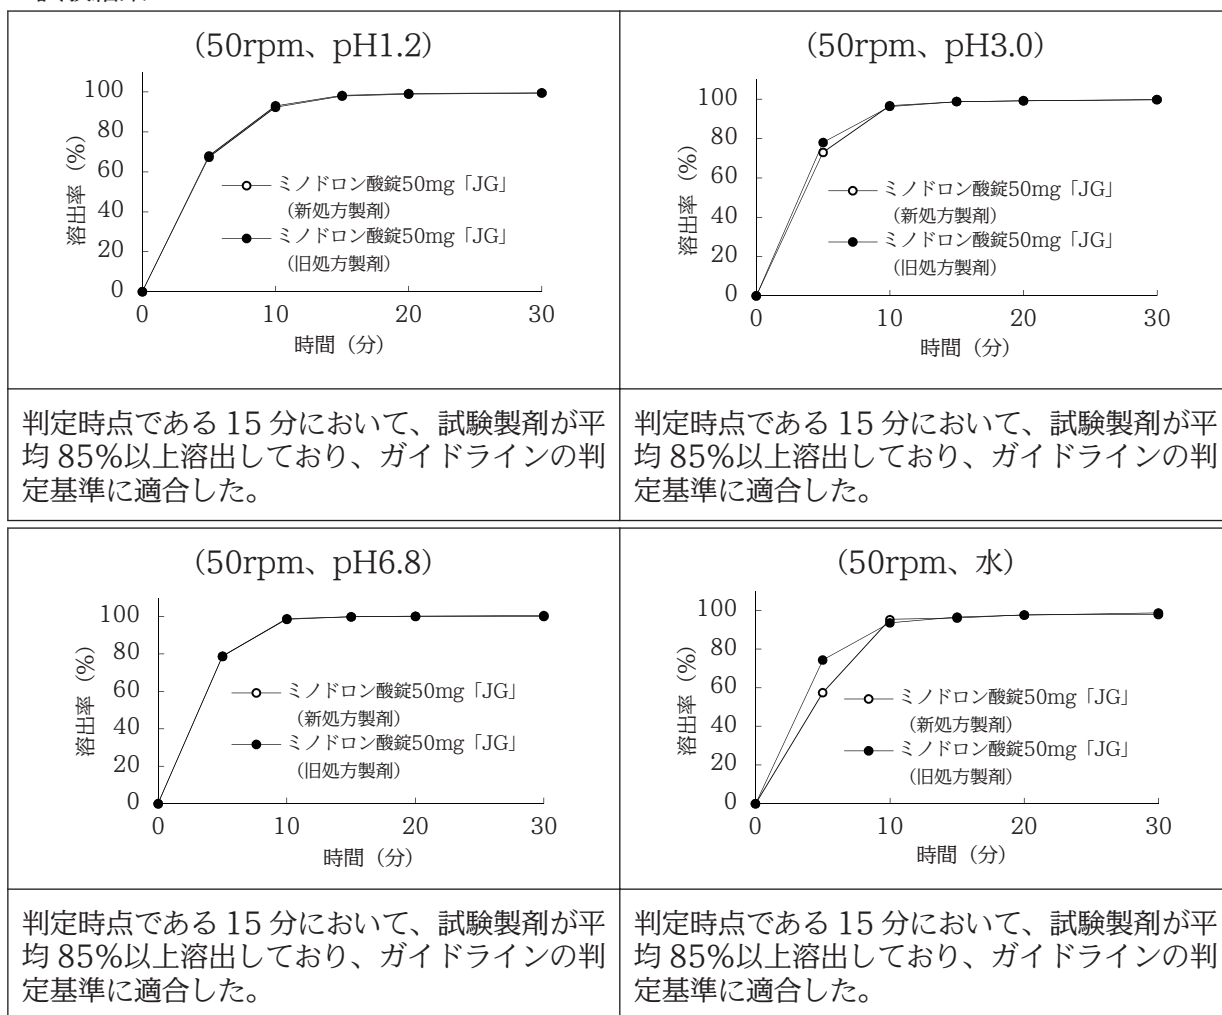 (50rpm、pH1.2)
100
80
60
40
20
0
溶出率（%）
ミノドロン酸錠50mg「JG」
（新処方製剤）
ミノドロン酸錠50mg「JG」
（旧処方製剤）
0 10 20 30
時間（分）
判定時点である 15 分において、試験製剤が平
均 85%以上溶出しており、ガイドラインの判
定基準に適合した。
(50rpm、pH3.0)
100
80
60
40
20
0
溶出率（%）
ミノドロン酸錠50mg「JG」
（新処方製剤）
ミノドロン酸錠50mg「JG」
（旧処方製剤）
0 10 20 30
時間（分）
判定時点である 15 分において、試験製剤が平
均 85%以上溶出しており、ガイドラインの判
定基準に適合した。
(50rpm、pH6.8)
100
80
60
40
20
0
溶出率（%）
ミノドロン酸錠50mg「JG」
（新処方製剤）
ミノドロン酸錠50mg「JG」
（旧処方製剤）
0 10 20 30
時間（分）
判定時点である 15 分において、試験製剤が平
均 85%以上溶出しており、ガイドラインの判
定基準に適合した。
(50rpm、水)
100
80
60
40
20
0
溶出率（%）
ミノドロン酸錠50mg「JG」
（新処方製剤）
ミノドロン酸錠50mg「JG」
（旧処方製剤）
0 10 20 30
時間（分）
判定時点である 15 分において、試験製剤が平
均 85%以上溶出しており、ガイドラインの判
定基準に適合した。